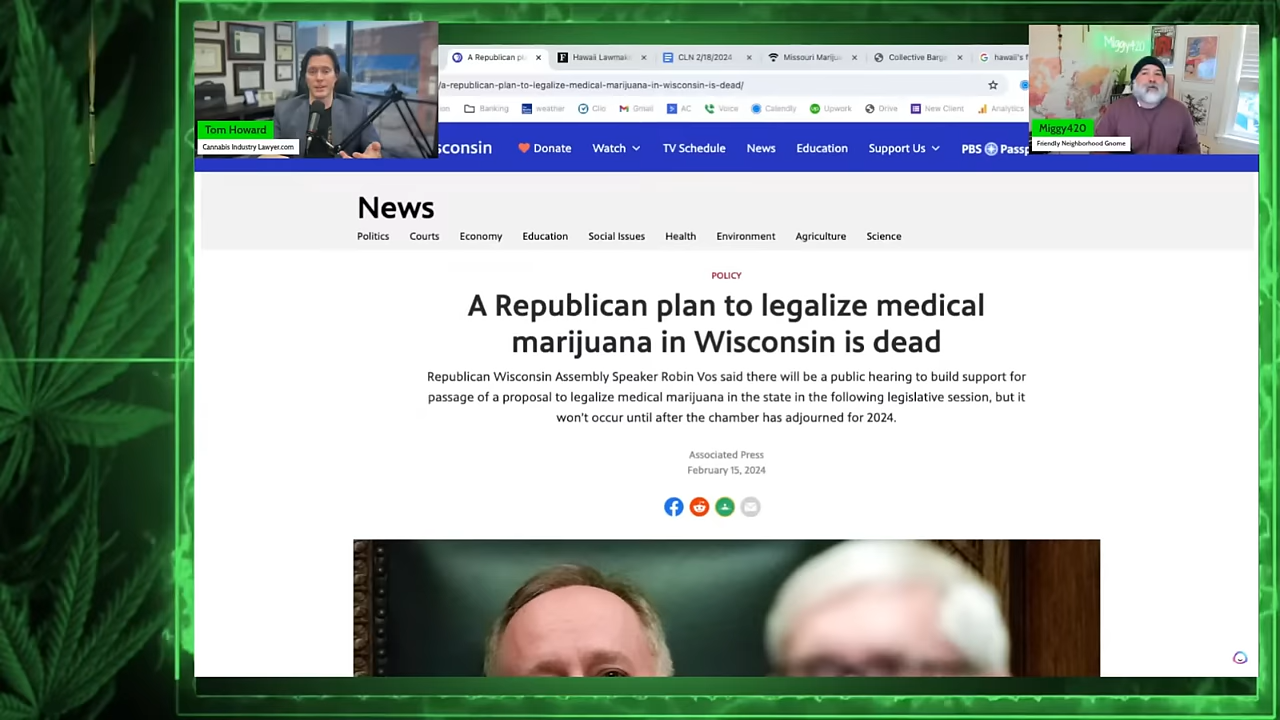 A Republican pl
Hawaii Lawmak
CLN 2/18/2024
Missouri Mariju
Collective Barg
hawaii's f
/a-republican-plan-to-legalize-medical-marijuana-in-wisconsin-is-dead/
on
Banking
weather
Clio
Gmail
AC
Voice
Calendly
Upwork
Drive
New Client
Analytics
Miggy420
Tom Howard
Cannabis Industry Lawyer.com
Miggy420
Friendly Neighborhood Gnome
sconsin
Donate
Watch
TV Schedule
News
Education
Support Us
PBS Passp
News
Politics
Courts
Economy
Education
Social Issues
Health
Environment
Agriculture
Science
POLICY
A Republican plan to legalize medical
marijuana in Wisconsin is dead
Republican Wisconsin Assembly Speaker Robin Vos said there will be a public hearing to build support for
passage of a proposal to legalize medical marijuana in the state in the following legislative session, but it
won't occur until after the chamber has adjourned for 2024.
Associated Press
February 15, 2024